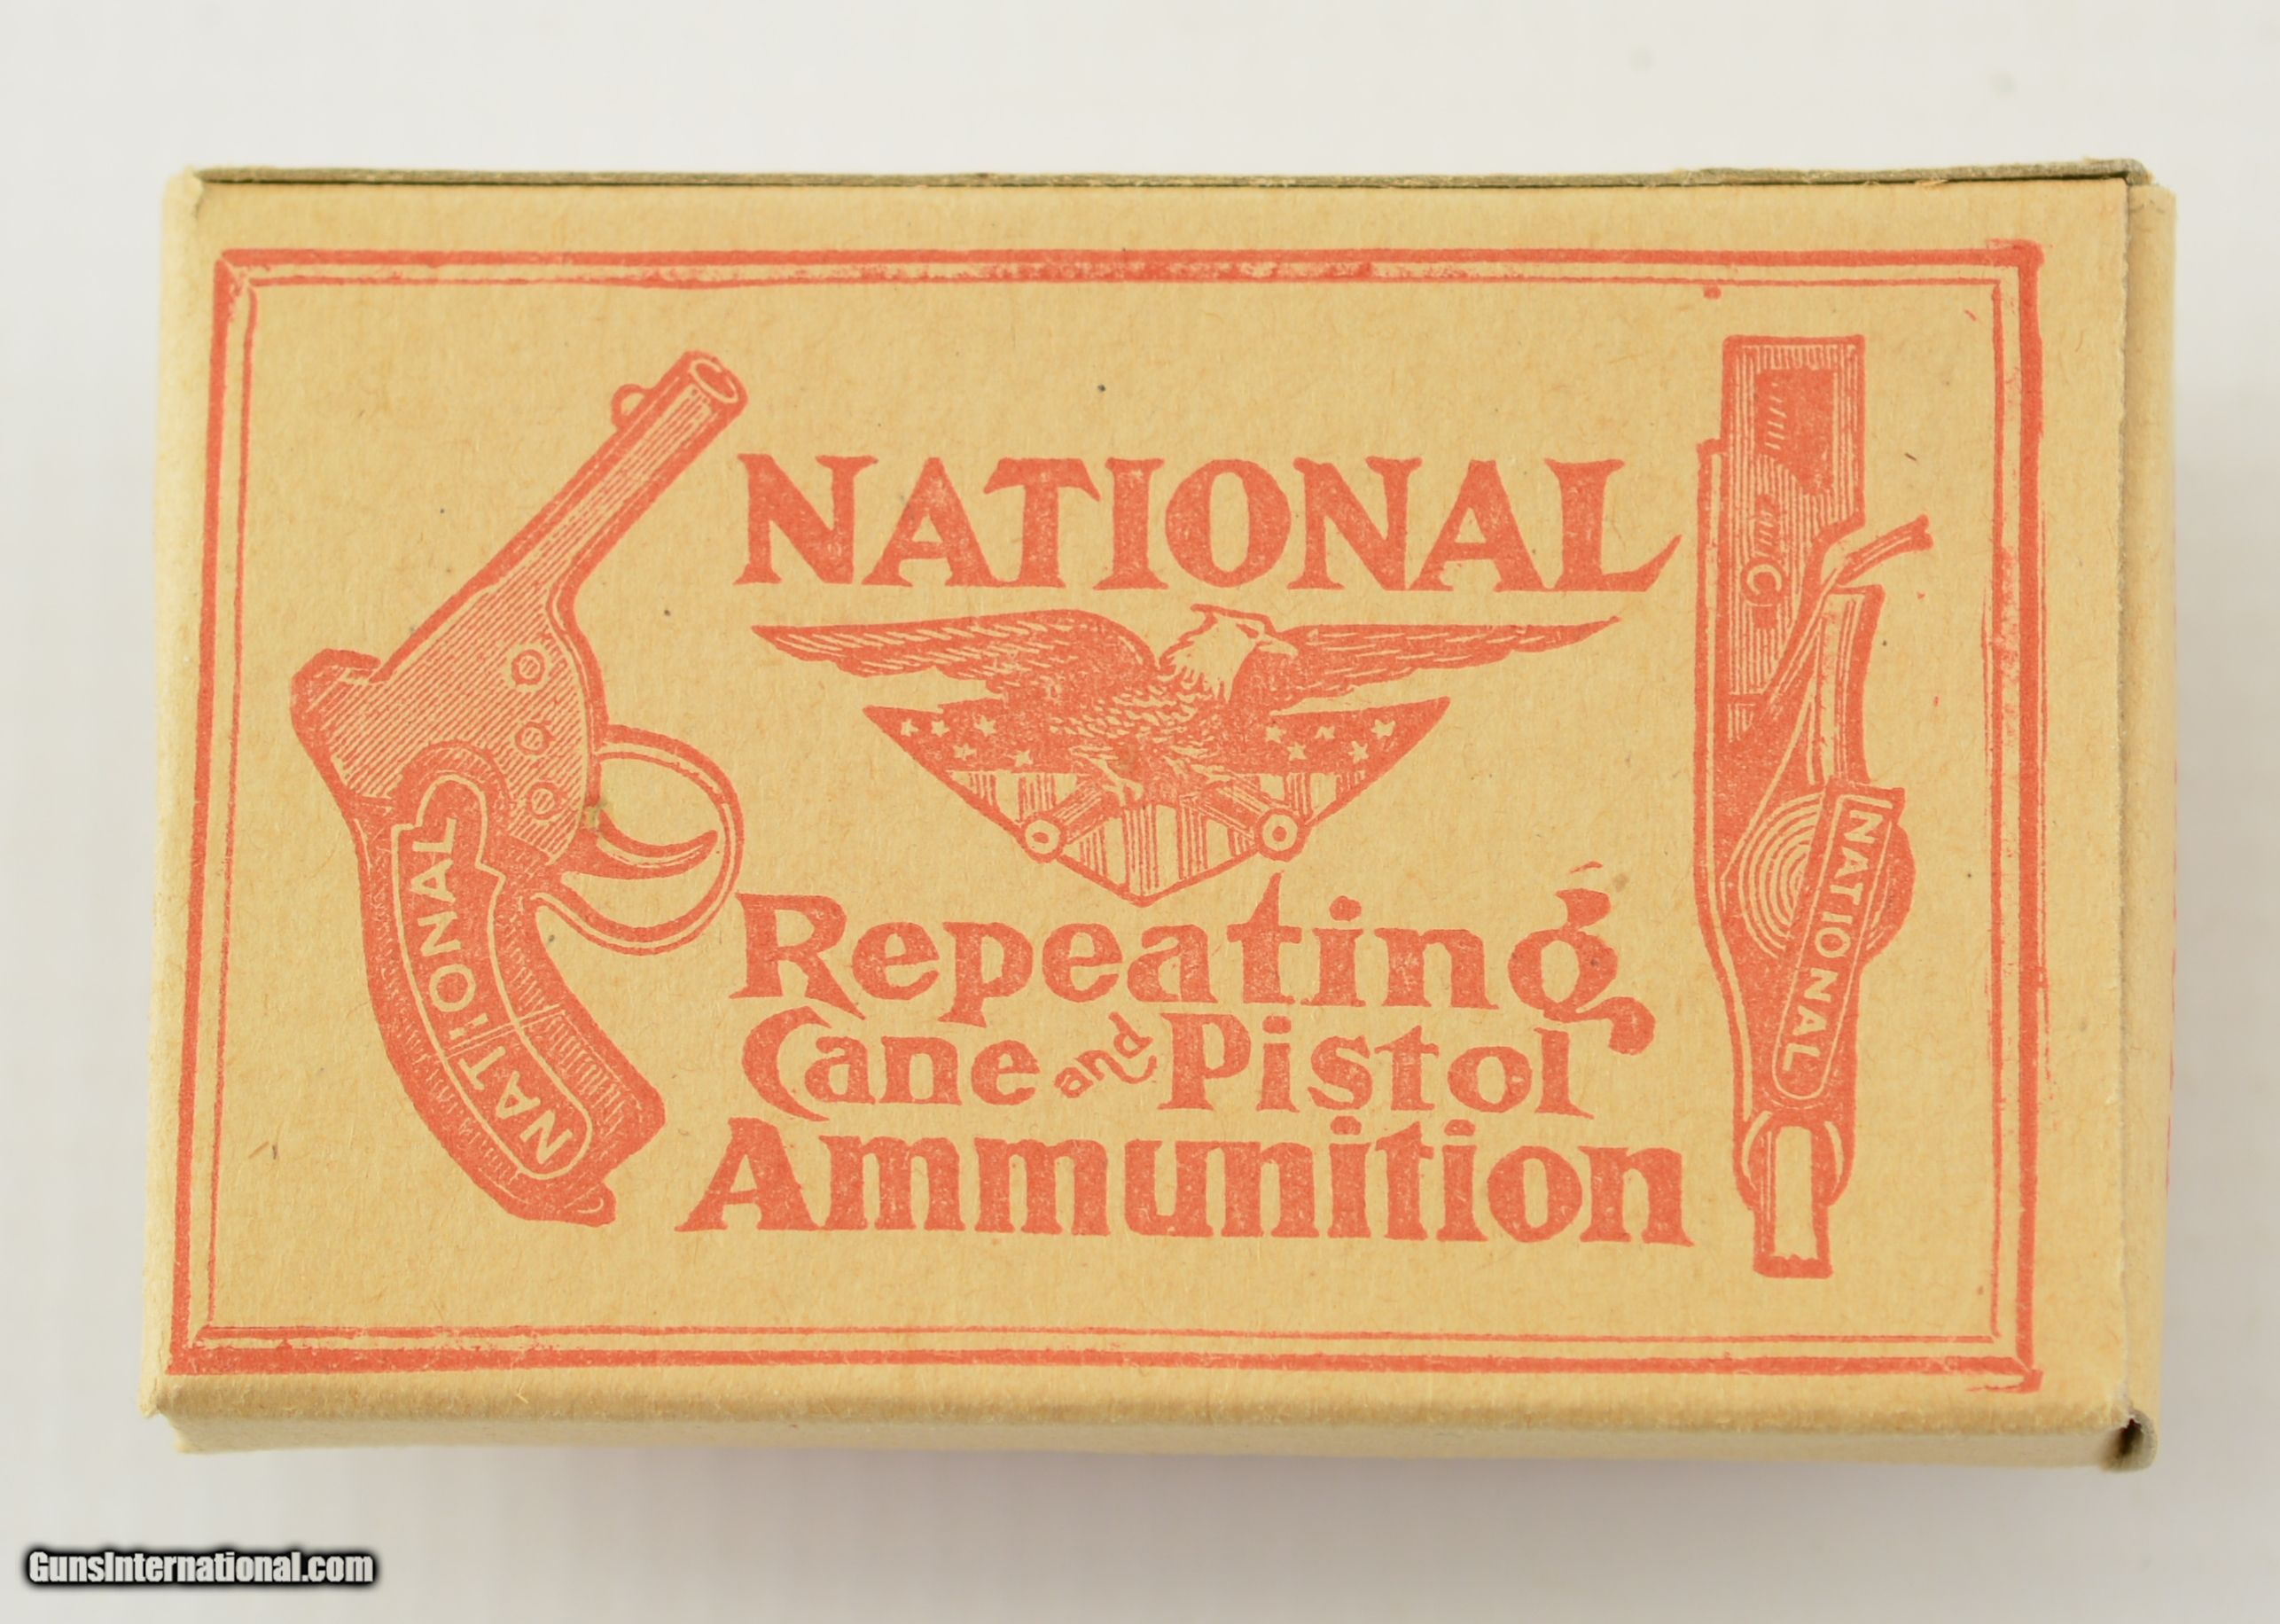 NATIONAL
Repeating
Cane and Pistol
Ammunition
NATIONAL
NATIONAL
GunsInternational.com